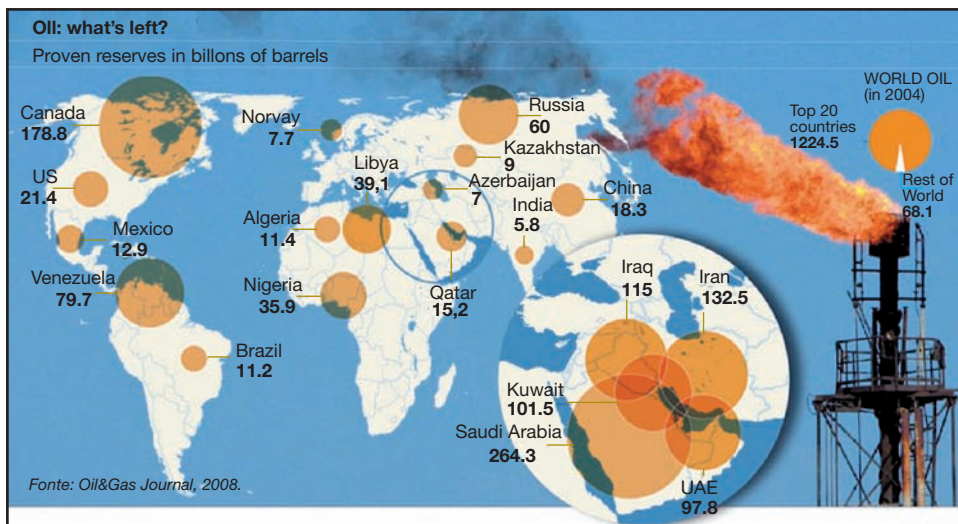 OIl: what's left?
Proven reserves in billons of barrels
Canada
178.8
US
21.4
Mexico
12.9
Venezuela
79.7
Brazil
11.2
Norvay
7.7
Libya
39,1
Algeria
11.4
Nigeria
35.9
Russia
60
Kazakhstan
9
Azerbaijan
7
India
5.8
China
18.3
Qatar
15,2
Iraq
115
Iran
132.5
Kuwait
101.5
Saudi Arabia
264.3
UAE
97.8
WORLD OIL
(in 2004)
Top 20
countries
1224.5
Rest of
World
68.1
Fonte: Oil&Gas Journal, 2008.